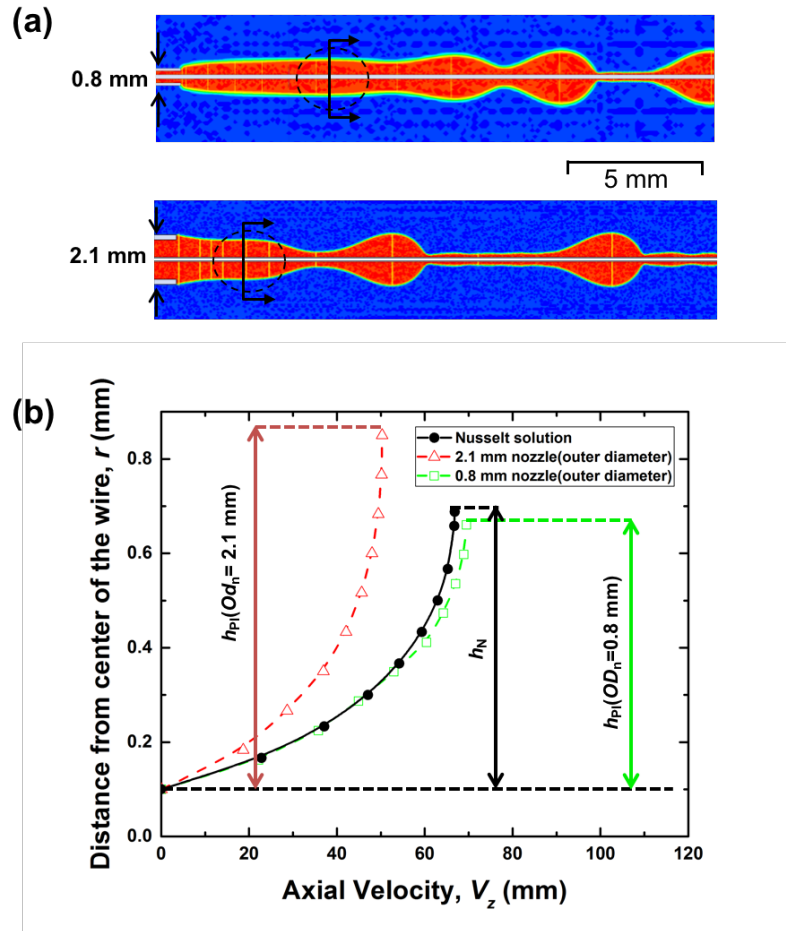 (a)
0.8 mm
5 mm
2.1 mm
(b)
Distance from center of the wire, r (mm)
0.8
0.6
0.4
0.2
0.0
Nusselt solution
2.1 mm nozzle(outer diameter)
0.8 mm nozzle(outer diameter)
hPI(Odn= 2.1 mm)
hN
hPI(ODn=0.8 mm)
0 20 40 60 80 100 120
Axial Velocity, Vz (mm)